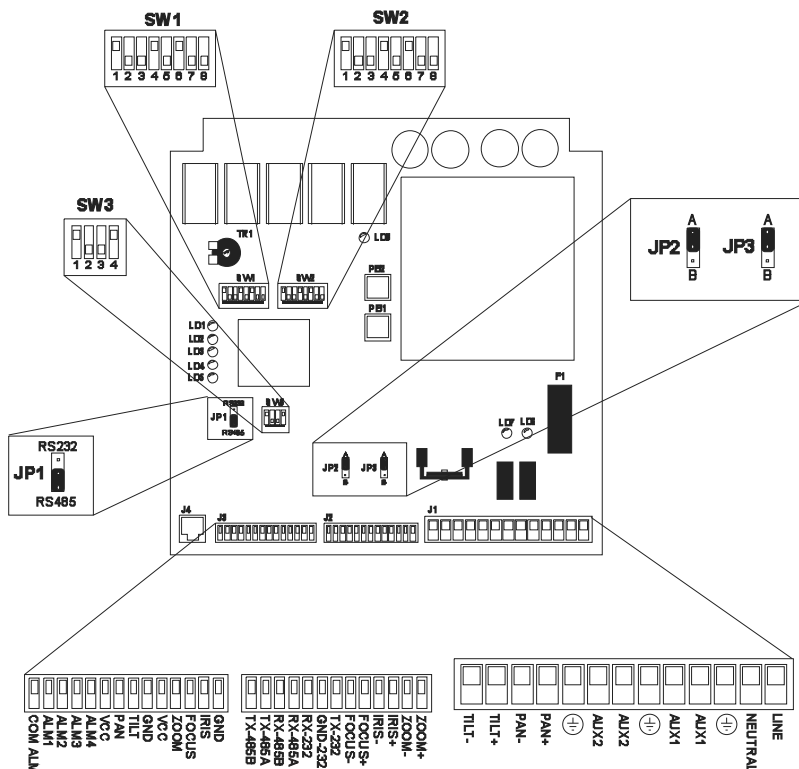 SW1
1 2 3 4 5 6 7 8
SW2
1 2 3 4 5 6 7 8
SW3
1 2 3 4
TR1
SW1
SW2
PB2
PB1
LD1
LD2
LD3
LD4
LD5
RS232
JP1
RS485
JP1
RS232
RS485
A A
JP2 JP3
B B
F1
LD7
A A
JP2 JP3
B B
J4
J3
J2
J1
COM ALM
ALM1
ALM2
ALM3
ALM4
VCC
PAN
TILT
GND
VCC
ZOOM
FOCUS
IRIS
GND
TX-485B
TX-485A
RX-485B
RX-485A
RX-232
GND-232
TX-232
FOCUS-
FOCUS+
IRIS-
IRIS+
ZOOM-
ZOOM+
TILT-
TILT+
PAN-
PAN+
AUX2
AUX2
AUX1
AUX1
NEUTRAL
LINE